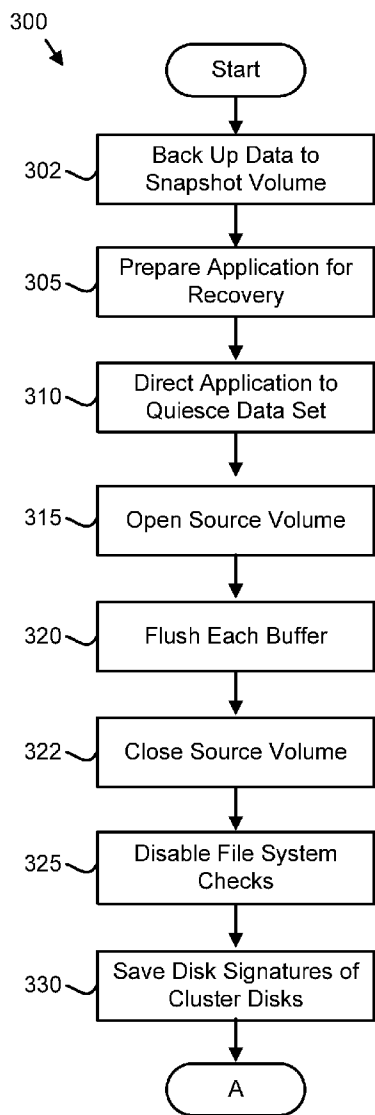 300
Start
302
Back Up Data to
Snapshot Volume
305
Prepare Application for
Recovery
310
Direct Application to
Quiesce Data Set
315
Open Source Volume
320
Flush Each Buffer
322
Close Source Volume
325
Disable File System
Checks
330
Save Disk Signatures of
Cluster Disks
A